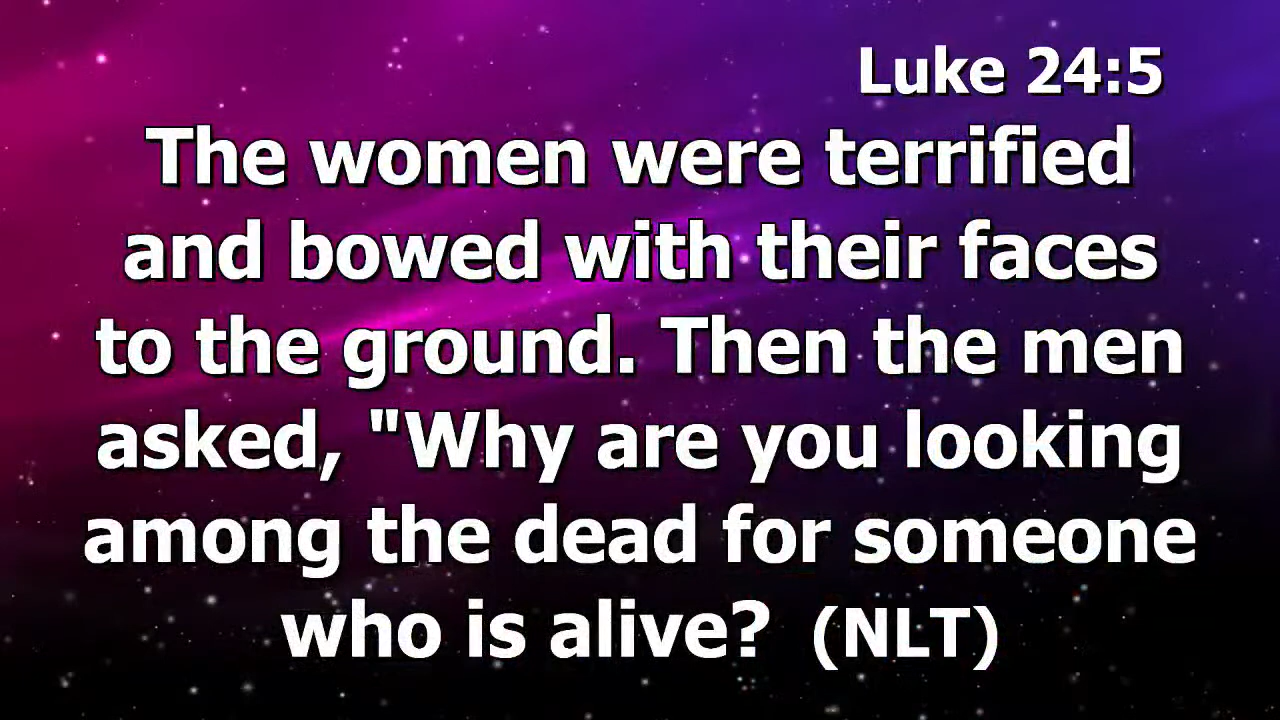 Luke 24:5
The women were terrified
and bowed with their faces
to the ground. Then the men
asked, "Why are you looking
among the dead for someone
who is alive? (NLT)